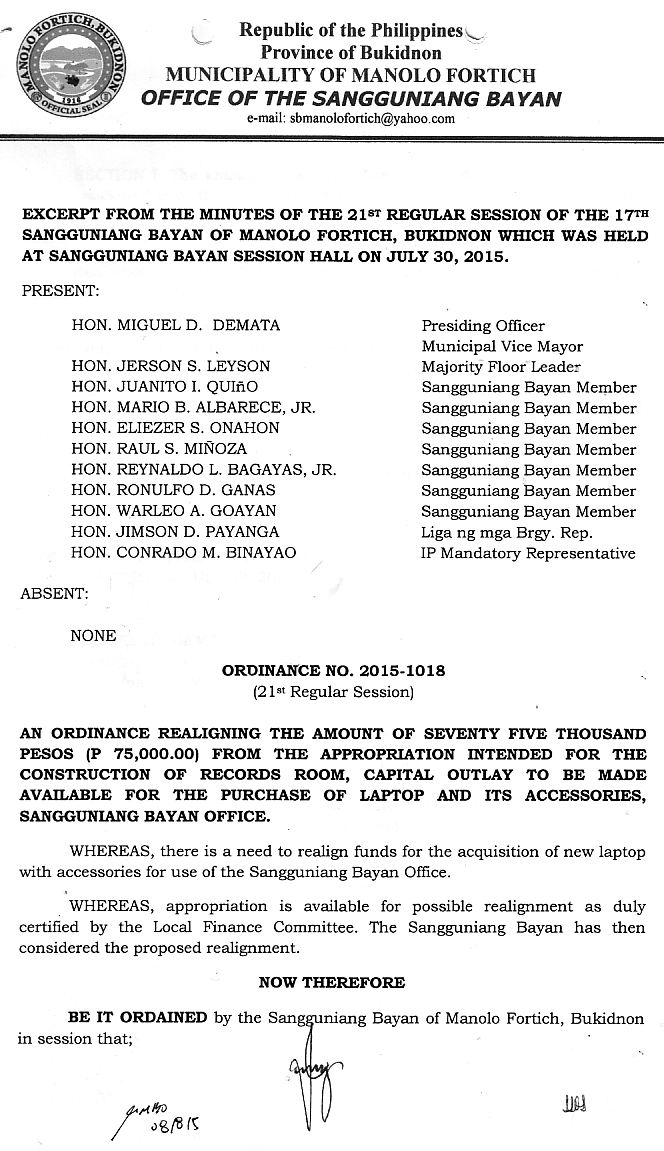 MANOLO FORTICH, BUKIDNON
1914
OFFICIAL SEAL
Republic of the Philippines
Province of Bukidnon
MUNICIPALITY OF MANOLO FORTICH
OFFICE OF THE SANGGUNIANG BAYAN
e-mail: sbmanolofortich@yahoo.com
EXCERPT FROM THE MINUTES OF THE 21ST REGULAR SESSION OF THE 17TH
SANGGUNIANG BAYAN OF MANOLO FORTICH, BUKIDNON WHICH WAS HELD
AT SANGGUNIANG BAYAN SESSION HALL ON JULY 30, 2015.
PRESENT:
HON. MIGUEL D. DEMATA Presiding Officer
Municipal Vice Mayor
HON. JERSON S. LEYSON Majority Floor Leader
HON. JUANITO I. QUIñO Sangguniang Bayan Member
HON. MARIO B. ALBARECE, JR. Sangguniang Bayan Member
HON. ELIEZER S. ONAHON Sangguniang Bayan Member
HON. RAUL S. MIÑOZA Sangguniang Bayan Member
HON. REYNALDO L. BAGAYAS, JR. Sangguniang Bayan Member
HON. RONULFO D. GANAS Sangguniang Bayan Member
HON. WARLEO A. GOAYAN Sangguniang Bayan Member
HON. JIMSON D. PAYANGA Liga ng mga Brgy. Rep.
HON. CONRADO M. BINAYAO IP Mandatory Representative
ABSENT:
NONE
ORDINANCE NO. 2015-1018
(21st Regular Session)
AN ORDINANCE REALIGNING THE AMOUNT OF SEVENTY FIVE THOUSAND
PESOS (P 75,000.00) FROM THE APPROPRIATION INTENDED FOR THE
CONSTRUCTION OF RECORDS ROOM, CAPITAL OUTLAY TO BE MADE
AVAILABLE FOR THE PURCHASE OF LAPTOP AND ITS ACCESSORIES,
SANGGUNIANG BAYAN OFFICE.
WHEREAS, there is a need to realign funds for the acquisition of new laptop
with accessories for use of the Sangguniang Bayan Office.
WHEREAS, appropriation is available for possible realignment as duly
certified by the Local Finance Committee. The Sangguniang Bayan has then
considered the proposed realignment.
NOW THEREFORE
BE IT ORDAINED by the Sangguniang Bayan of Manolo Fortich, Bukidnon
in session that;
08/8/15